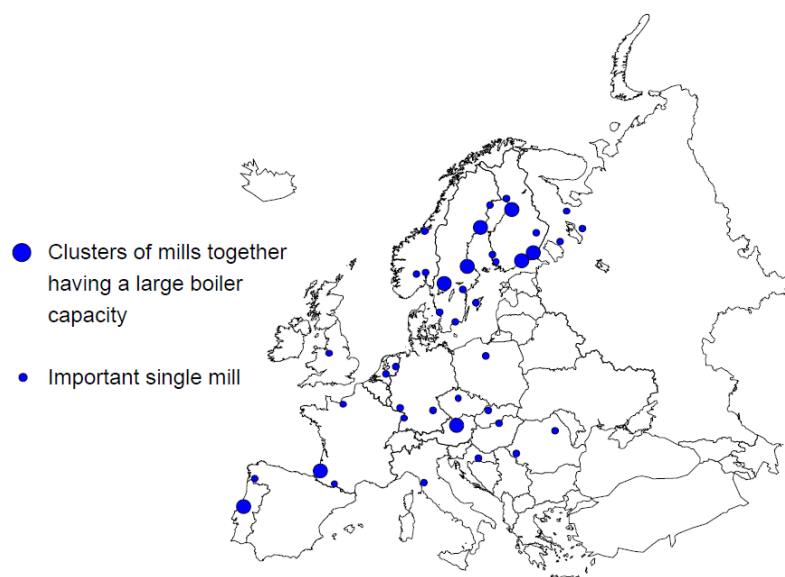 Clusters of mills together
having a large boiler
capacity
Important single mill